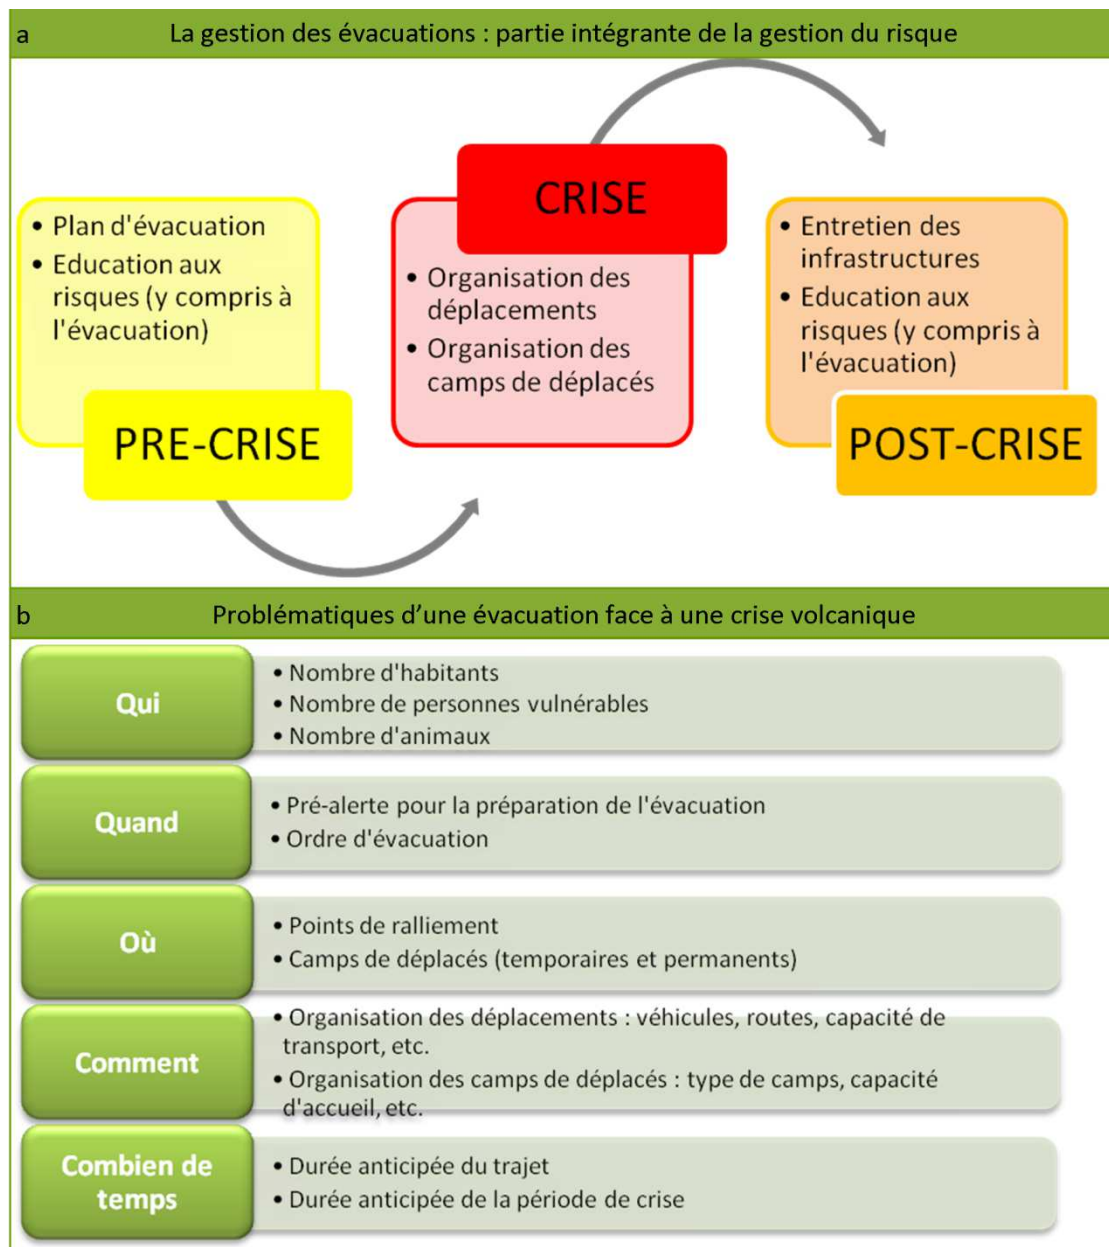 a
La gestion des évacuations : partie intégrante de la gestion du risque
• Plan d'évacuation
• Education aux
risques (y compris à
l'évacuation)
PRE-CRISE
CRISE
• Organisation des
déplacements
• Organisation des
camps de déplacés
• Entretien des
infrastructures
• Education aux
risques (y compris à
l'évacuation)
POST-CRISE
b
Problématiques d’une évacuation face à une crise volcanique
Qui
• Nombre d'habitants
• Nombre de personnes vulnérables
• Nombre d'animaux
Quand
• Pré-alerte pour la préparation de l'évacuation
• Ordre d'évacuation
Où
• Points de ralliement
• Camps de déplacés (temporaires et permanents)
Comment
• Organisation des déplacements : véhicules, routes, capacité de
transport, etc.
• Organisation des camps de déplacés : type de camps, capacité
d'accueil, etc.
Combien de
temps
• Durée anticipée du trajet
• Durée anticipée de la période de crise